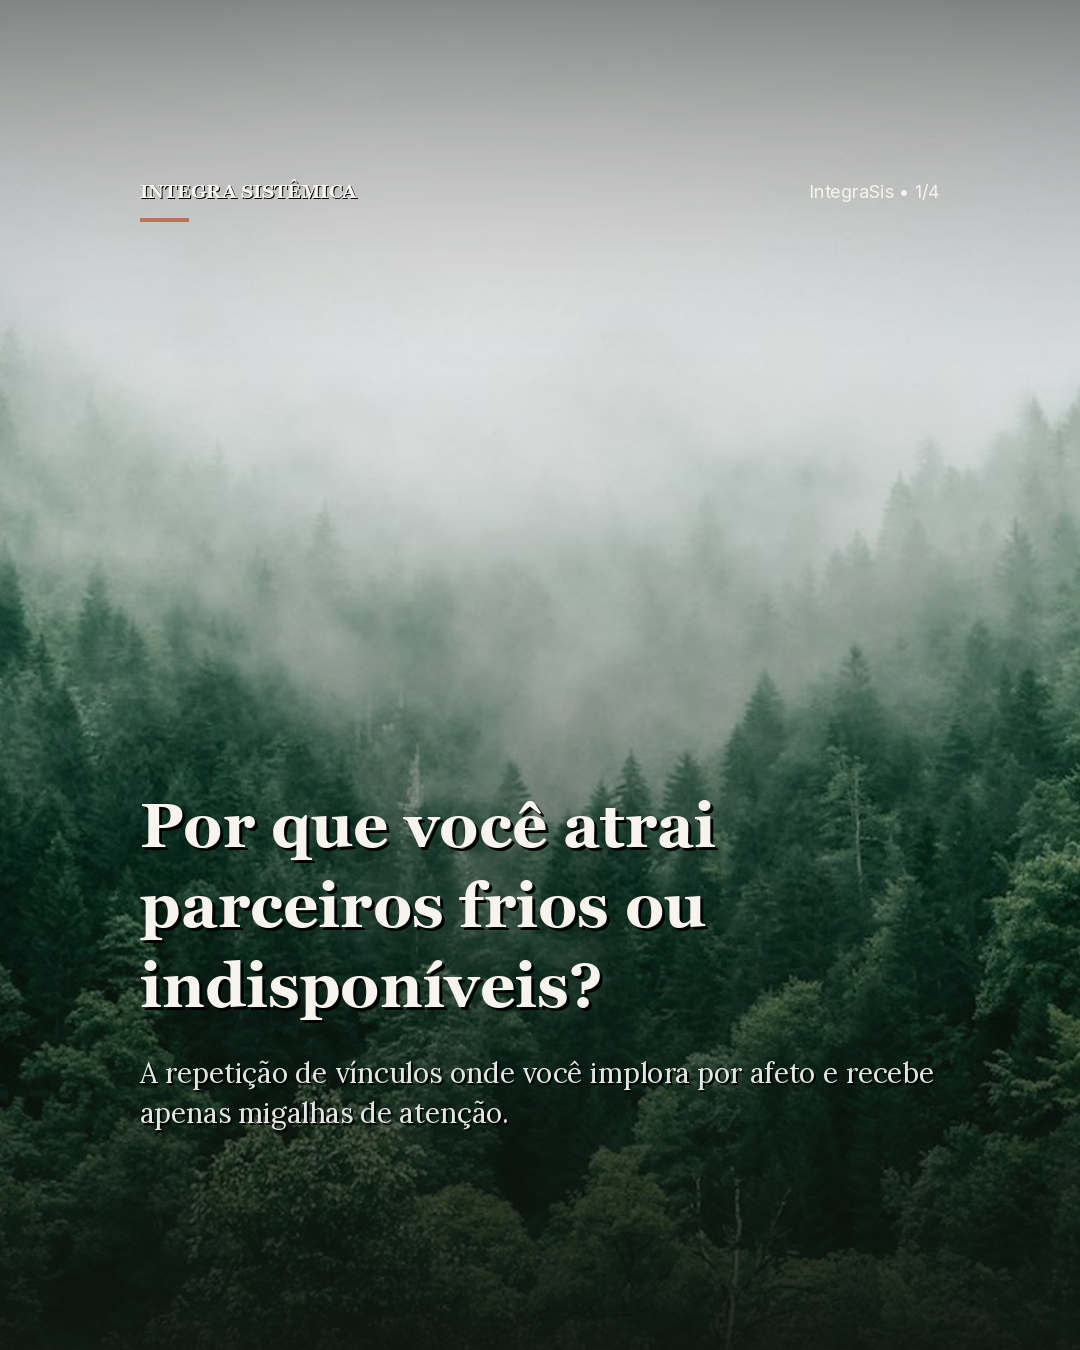 INTEGRA SISTÊMICA
IntegraSis • 1/4
Por que você atrai
parceiros frios ou
indisponíveis?
A repetição de vínculos onde você implora por afeto e recebe
apenas migalhas de atenção.